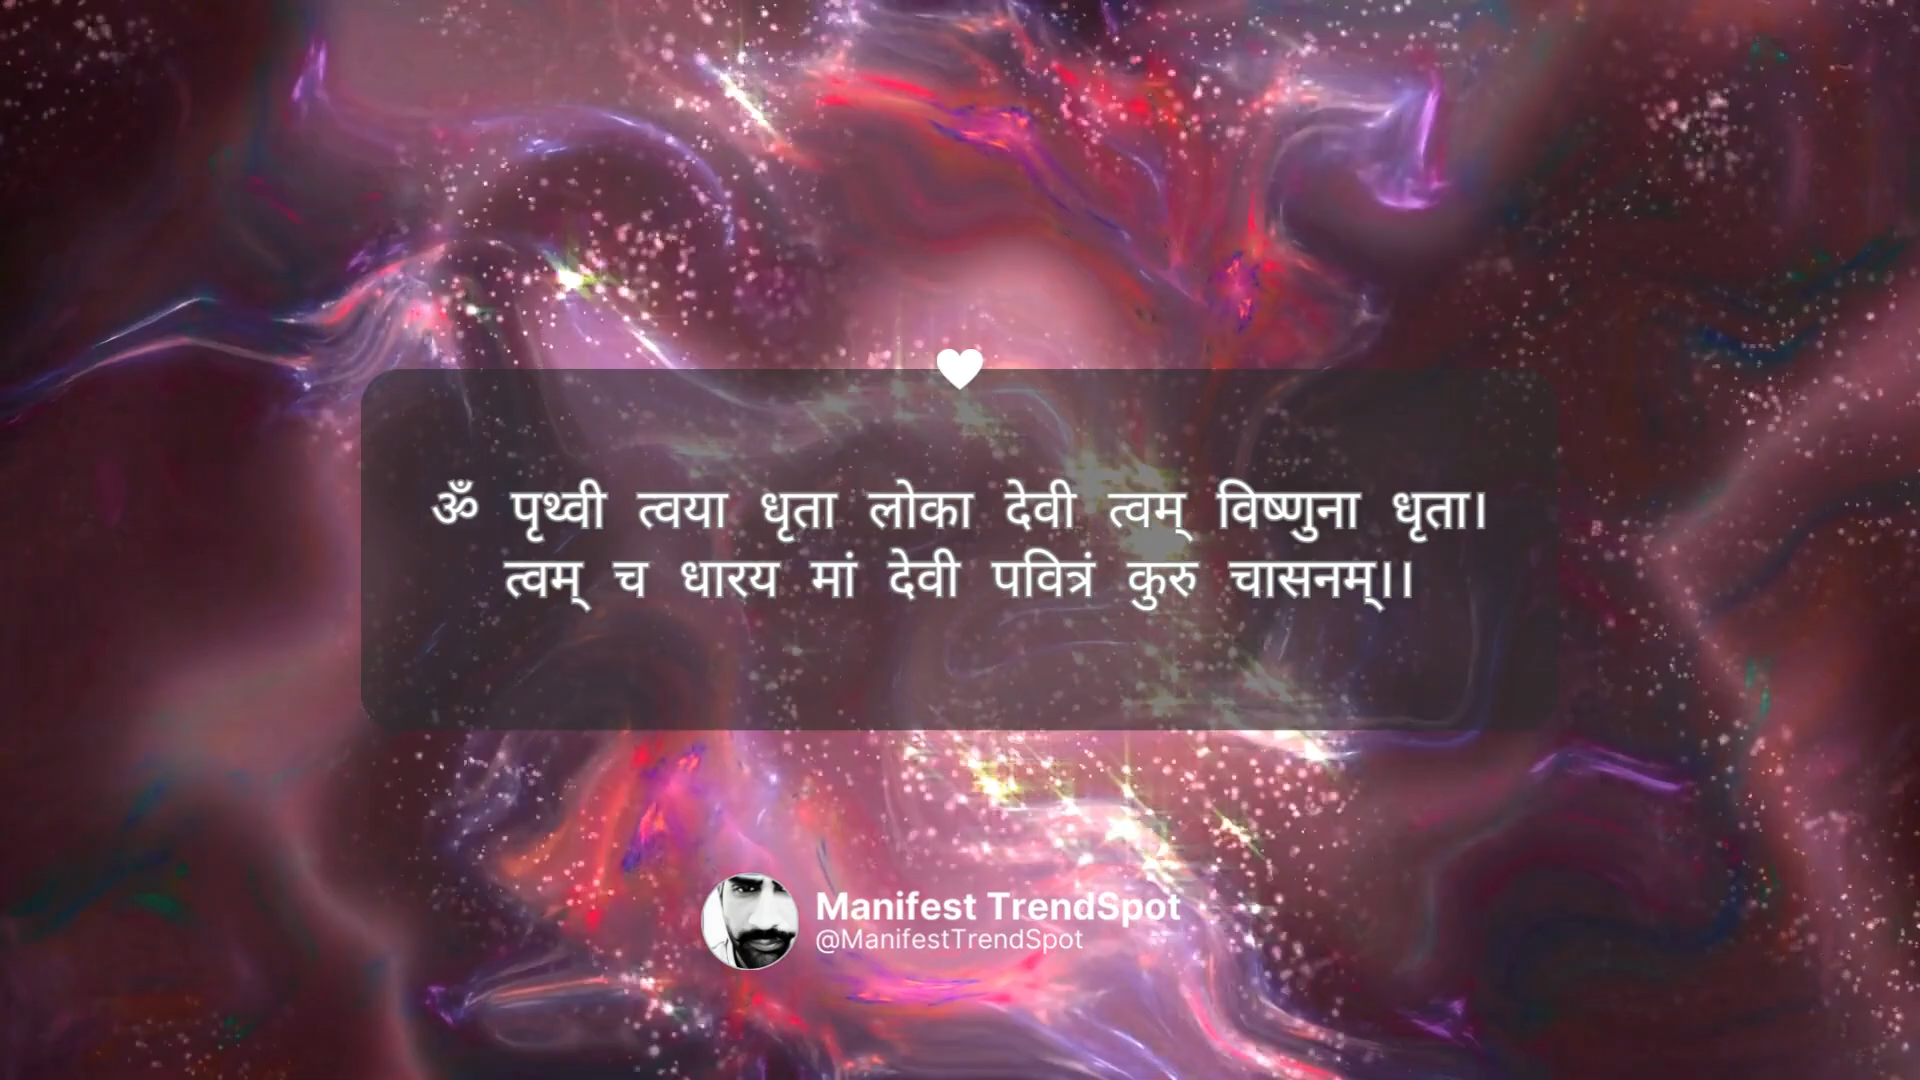 ॐ पृथ्वी त्वया धृता लोका देवी त्वम् विष्णुना धृता।
त्वम् च धारय मां देवी पवित्रं कुरु चासनम्।।
Manifest TrendSpot
@ManifestTrendSpot